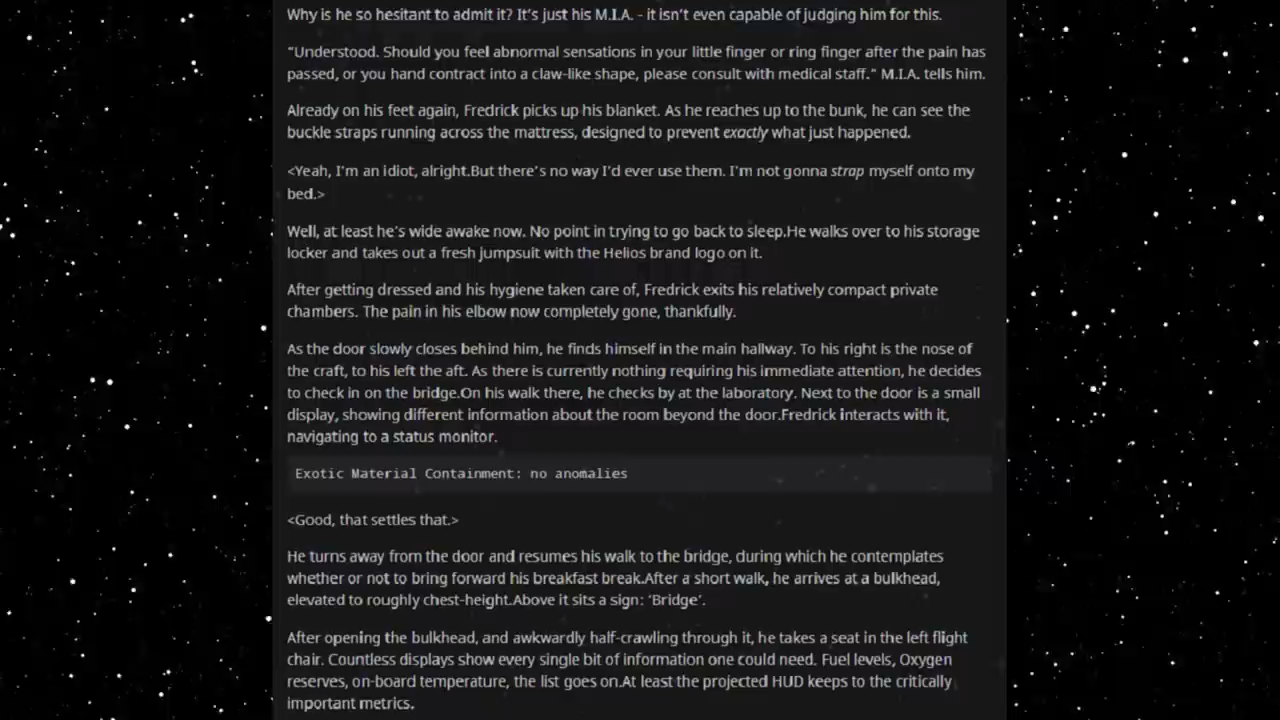 Why is he so hesitant to admit it? It's just his M.I.A. - it isn't even capable of judging him for this.
"Understood. Should you feel abnormal sensations in your little finger or ring finger after the pain has
passed, or you hand contract into a claw-like shape, please consult with medical staff." M.I.A. tells him.
Already on his feet again, Fredrick picks up his blanket. As he reaches up to the bunk, he can see the
buckle straps running across the mattress, designed to prevent exactly what just happened.
<Yeah, I'm an idiot, alright.But there's no way I'd ever use them. I'm not gonna strap myself onto my
bed.>
Well, at least he's wide awake now. No point in trying to go back to sleep.He walks over to his storage
locker and takes out a fresh jumpsuit with the Helios brand logo on it.
After getting dressed and his hygiene taken care of, Fredrick exits his relatively compact private
chambers. The pain in his elbow now completely gone, thankfully.
As the door slowly closes behind him, he finds himself in the main hallway. To his right is the nose of
the craft, to his left the aft. As there is currently nothing requiring his immediate attention, he decides
to check in on the bridge.On his walk there, he checks by at the laboratory. Next to the door is a small
display, showing different information about the room beyond the door.Fredrick interacts with it,
navigating to a status monitor.
Exotic Material Containment: no anomalies
<Good, that settles that.>
He turns away from the door and resumes his walk to the bridge, during which he contemplates
whether or not to bring forward his breakfast break.After a short walk, he arrives at a bulkhead,
elevated to roughly chest-height.Above it sits a sign: 'Bridge'.
After opening the bulkhead, and awkwardly half-crawling through it, he takes a seat in the left flight
chair. Countless displays show every single bit of information one could need. Fuel levels, Oxygen
reserves, on-board temperature, the list goes on.At least the projected HUD keeps to the critically
important metrics.